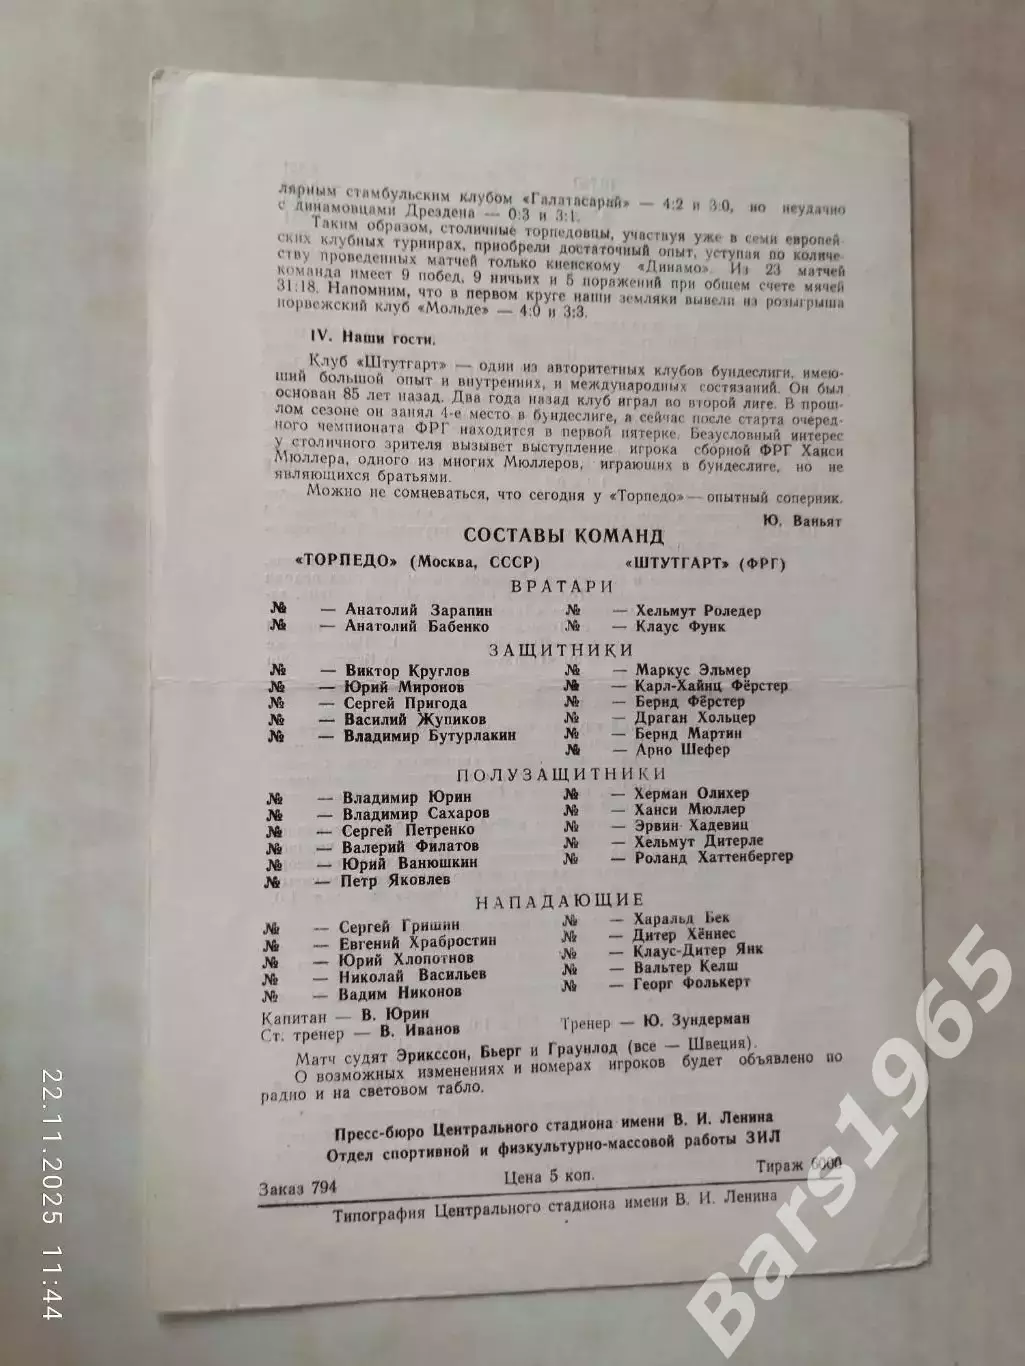 лярным стамбульским клубом «Галатасарай» — 4:2 и 3:0, но неудачно
с динамовцами Дрездена — 0:3 и 3:1.
Таким образом, столичные торпедовцы, участвуя уже в семи европей-
ских клубных турнирах, приобрели достаточный опыт, уступая по количе-
ству проведенных матчей только киевскому «Динамо». Из 23 матчей
команда имеет 9 побед, 9 ничьих и 5 поражений при общем счете мячей
31:18. Напомним, что в первом круге наши земляки вывели из розыгрыша
норвежский клуб «Мольде» — 4:0 и 3:3.
IV. Наши гости.
Клуб «Штутгарт» — один из авторитетных клубов бундеслиги, имею-
щий большой опыт и внутренних, и международных состязаний. Он был
основан 85 лет назад. Два года назад клуб играл во второй лиге. В прош-
лом сезоне он занял 4-е место в бундеслиге, а сейчас после старта очеред-
ного чемпионата ФРГ находится в первой пятерке. Безусловный интерес
у столичного зрителя вызывет выступление игрока сборной ФРГ Ханси
Мюллера, одного из многих Мюллеров, играющих в бундеслиге, но не
являющихся братьями.
Можно не сомневаться, что сегодня у «Торпедо» — опытный соперник.
Ю. Ваньят
СОСТАВЫ КОМАНД
«ТОРПЕДО» (Москва, СССР) «ШТУТГАРТ» (ФРГ)
ВРАТАРИ
№ — Анатолий Зарапин № — Хельмут Роледер
№ — Анатолий Бабенко № — Клаус Функ
ЗАЩИТНИКИ
№ — Виктор Круглов № — Маркус Эльмер
№ — Юрий Миронов № — Карл-Хайнц Фёрстер
№ — Сергей Пригода № — Бернд Фёрстер
№ — Василий Жупиков № — Драган Хольцер
№ — Владимир Бутурлакин № — Бернд Мартин
№ — Арно Шефер
ПОЛУЗАЩИТНИКИ
№ — Владимир Юрин № — Херман Олихер
№ — Владимир Сахаров № — Ханси Мюллер
№ — Сергей Петренко № — Эрвин Хадевиц
№ — Валерий Филатов № — Хельмут Дитерле
№ — Юрий Ванюшкин № — Роланд Хаттенбергер
№ — Петр Яковлев
НАПАДАЮЩИЕ
№ — Сергей Гришин № — Харальд Бек
№ — Евгений Храбростин № — Дитер Хённес
№ — Юрий Хлопотнов № — Клаус-Дитер Янк
№ — Николай Васильев № — Вальтер Келш
№ — Вадим Никонов № — Георг Фолькерт
Капитан — В. Юрин
Ст. тренер — В. Иванов Тренер — Ю. Зундерман
Матч судят Эрикссон, Бьерг и Граунлод (все — Швеция).
О возможных изменениях и номерах игроков будет объявлено по
радио и на световом табло.
Пресс-бюро Центрального стадиона имени В. И. Ленина
Отдел спортивной и физкультурно-массовой работы ЗИЛ
Заказ 794 Цена 5 коп. Тираж 6000
Типография Центрального стадиона имени В. И. Ленина
22.11.2025 11:44
Bars1965